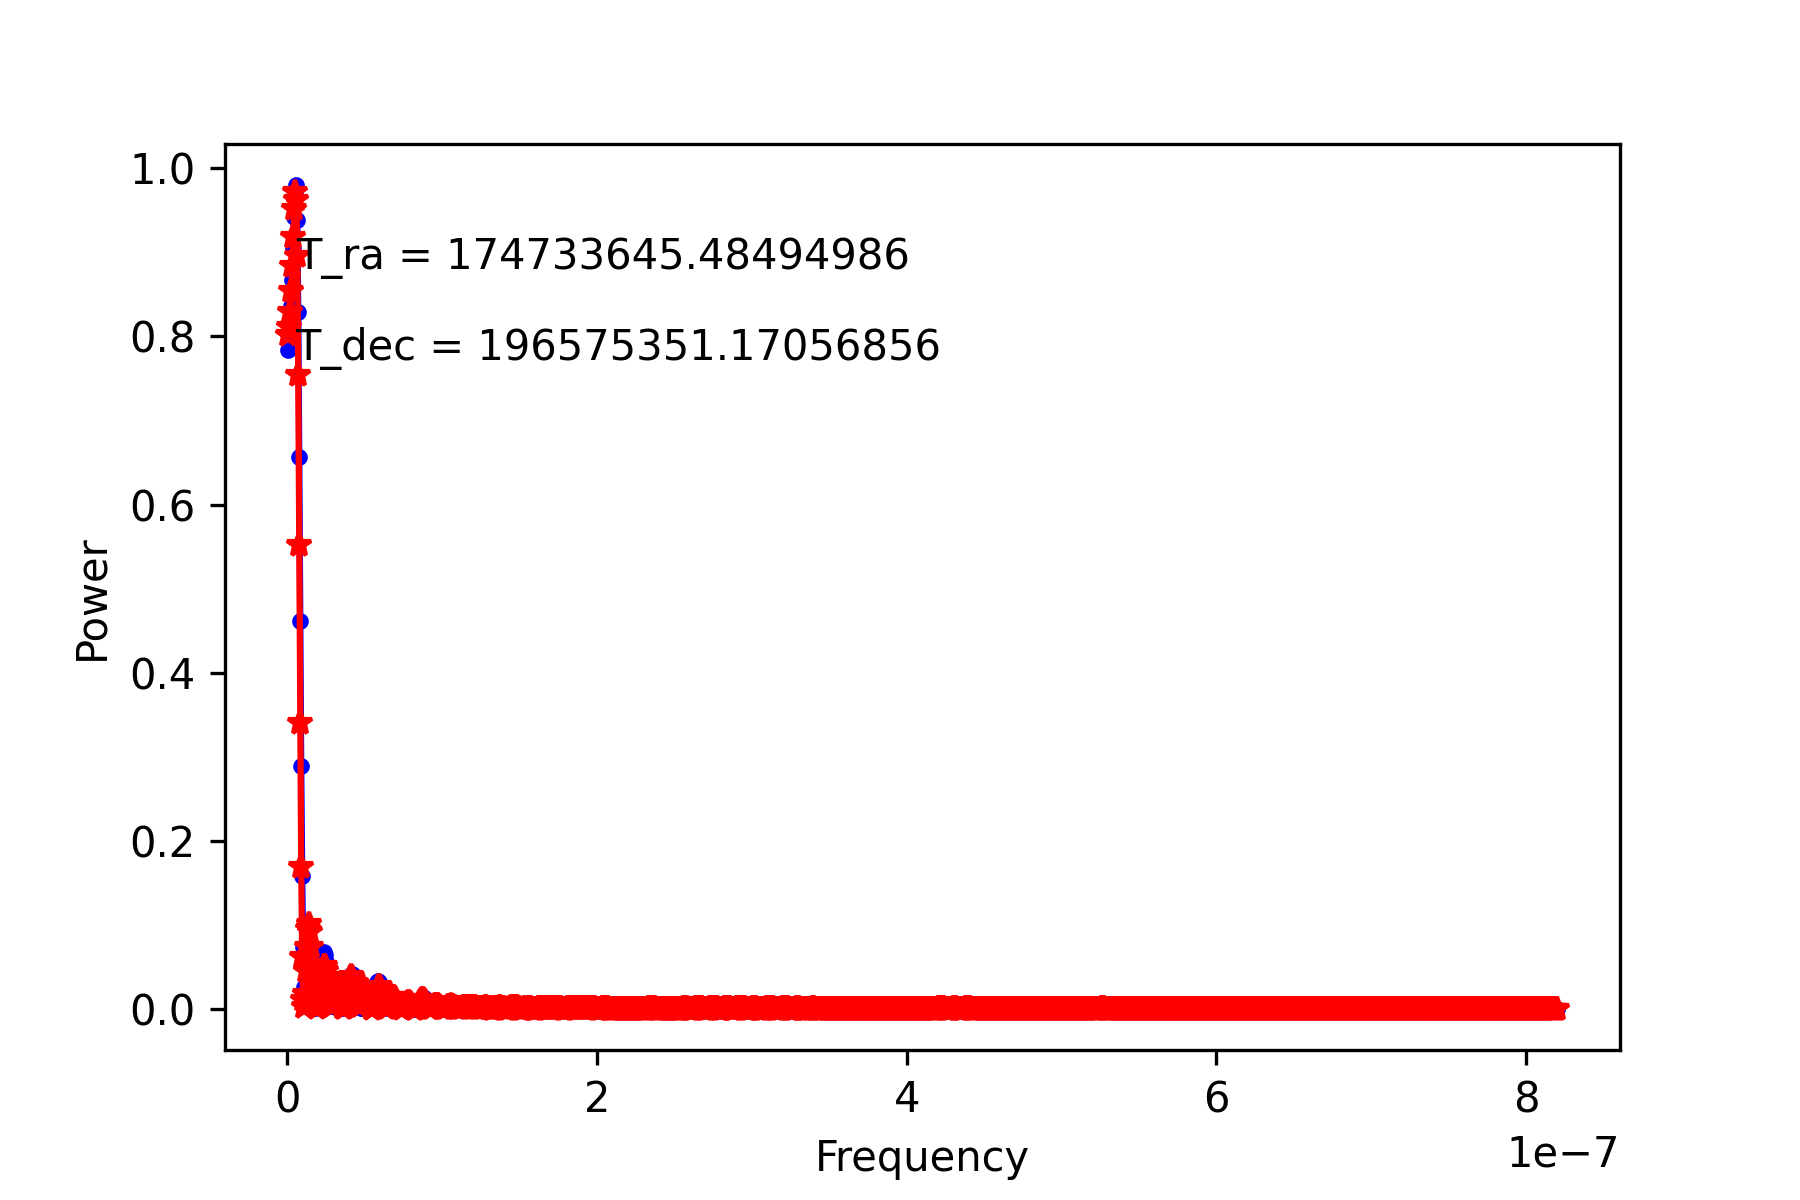 1.0
T_ra = 174733645.48494986
0.8
T_dec = 196575351.17056856
0.6
Power
0.4
0.2
0.0
0 2 4 6 8
1e−7
Frequency